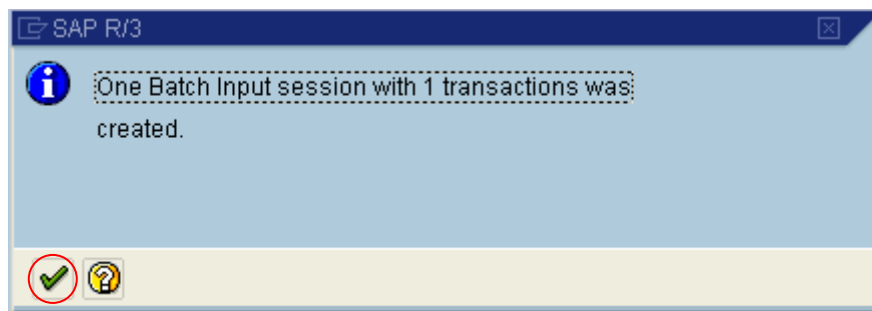 SAP R/3
One Batch Input session with 1 transactions was
created.